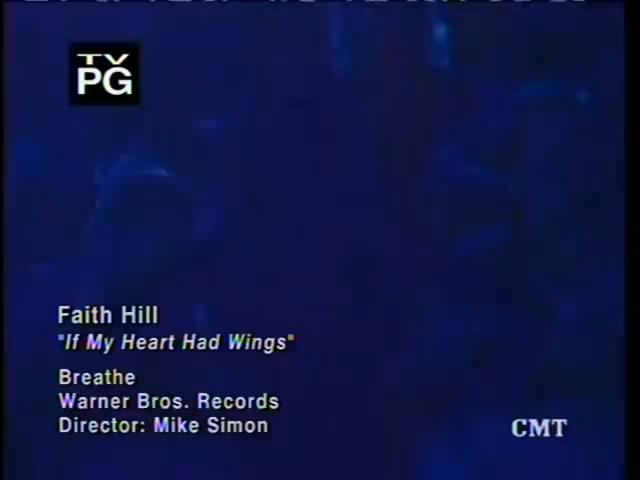 TV
PG
Faith Hill
"If My Heart Had Wings"
Breathe
Warner Bros. Records
Director: Mike Simon
CMT